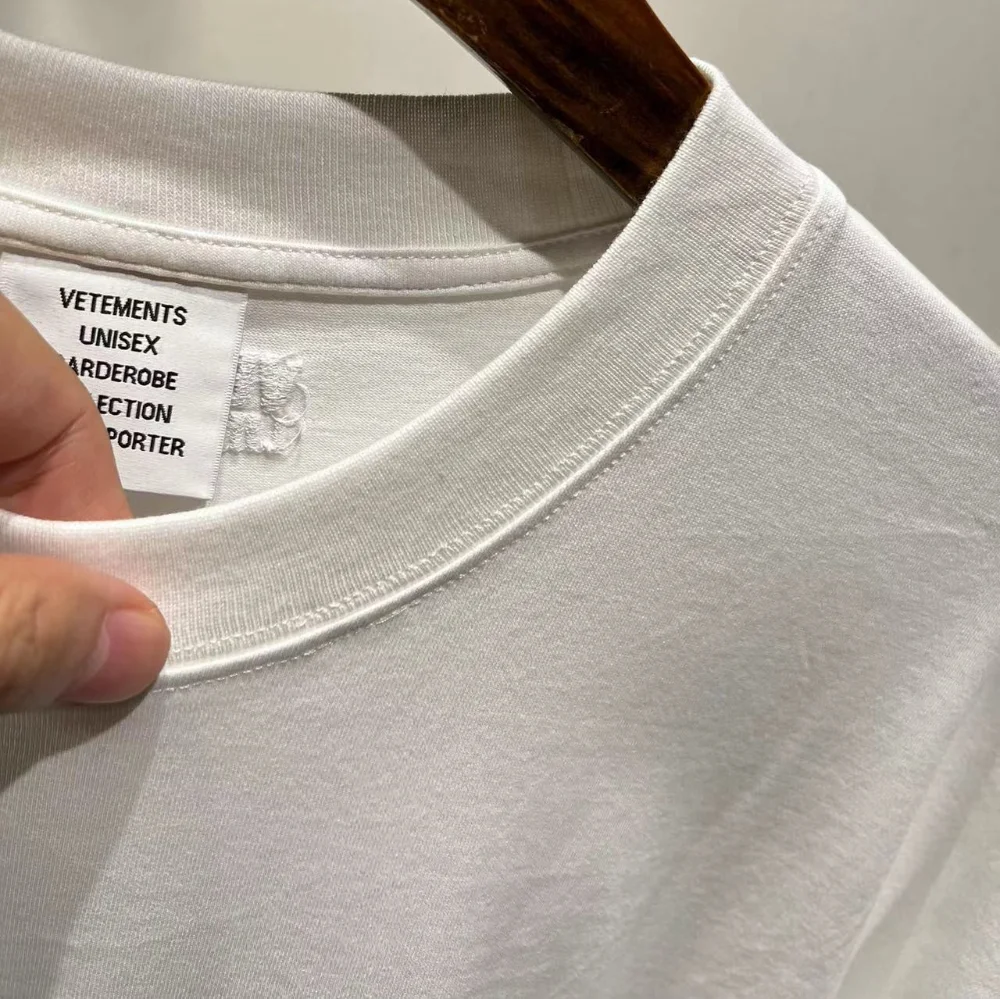 VETEMENTS
UNISEX
ARDEROBE
ECTION
PORTER